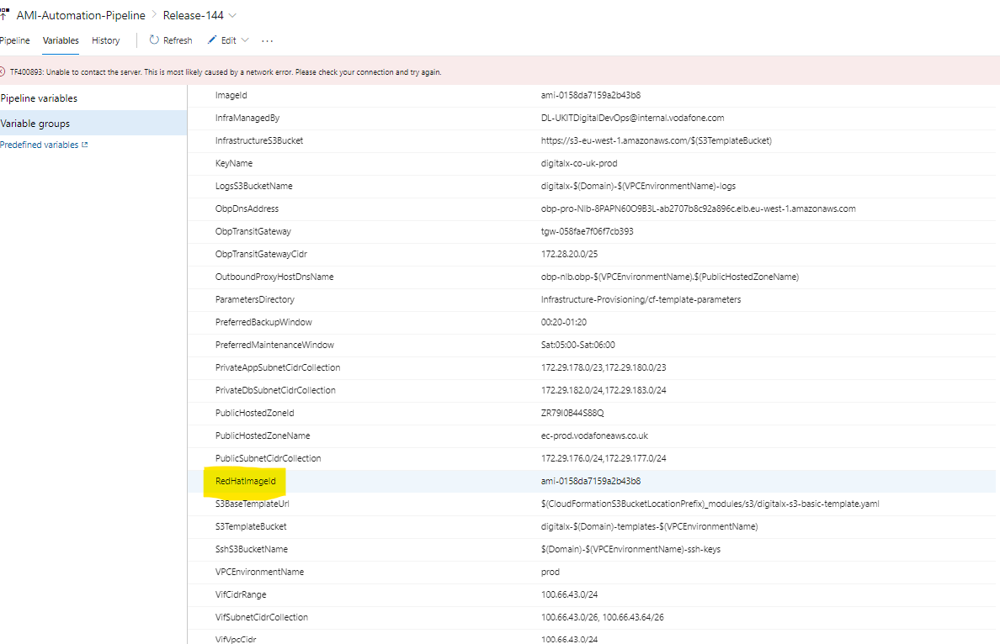 AMI-Automation-Pipeline > Release-144
Pipeline Variables History Refresh Edit ...
TF400893: Unable to contact the server. This is most likely caused by a network error. Please check your connection and try again.
Pipeline variables
Variable groups
Predefined variables
ImageId ami-0158da7159a2b43b8
InfraManagedBy DL-UKITDigitalDevOps@internal.vodafone.com
InfrastructureS3Bucket https://s3-eu-west-1.amazonaws.com/$(S3TemplateBucket)
KeyName digitalx-co-uk-prod
LogsS3BucketName digitalx-$(Domain)-$(VPCEnvironmentName)-logs
ObpDnsAddress obp-pro-Nlb-8PAPN60O9B3L-ab2707b8c92a896c.elb.eu-west-1.amazonaws.com
ObpTransitGateway tgw-058fae7f06f7cb393
ObpTransitGatewayCidr 172.28.20.0/25
OutboundProxyHostDnsName obp-nlb.obp-$(VPCEnvironmentName).$(PublicHostedZoneName)
ParametersDirectory Infrastructure-Provisioning/cf-template-parameters
PreferredBackupWindow 00:20-01:20
PreferredMaintenanceWindow Sat:05:00-Sat:06:00
PrivateAppSubnetCidrCollection 172.29.178.0/23,172.29.180.0/23
PrivateDbSubnetCidrCollection 172.29.182.0/24,172.29.183.0/24
PublicHostedZoneId ZR79I0B44S88Q
PublicHostedZoneName ec-prod.vodafoneaws.co.uk
PublicSubnetCidrCollection 172.29.176.0/24,172.29.177.0/24
RedHatImageId ami-0158da7159a2b43b8
S3BaseTemplateUrl $(CloudFormationS3BucketLocationPrefix)_modules/s3/digitalx-s3-basic-template.yaml
S3TemplateBucket digitalx-$(Domain)-templates-$(VPCEnvironmentName)
SshS3BucketName $(Domain)-$(VPCEnvironmentName)-ssh-keys
VPCEnvironmentName prod
VifCidrRange 100.66.43.0/24
VifSubnetCidrCollection 100.66.43.0/26, 100.66.43.64/26
VifVpcCidr 100.66.43.0/24